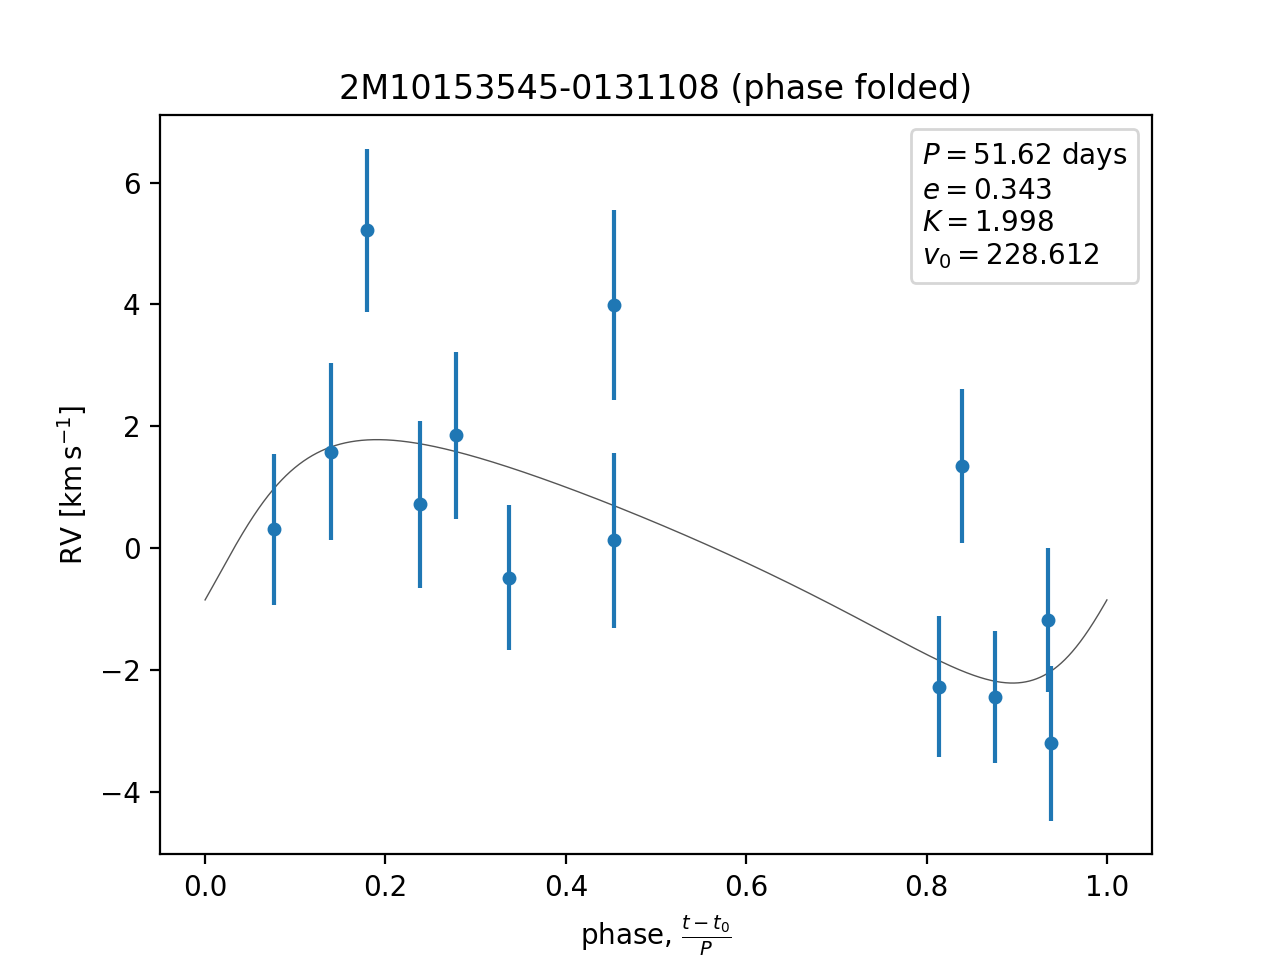 2M10153545-0131108 (phase folded)
P = 51.62 days
e = 0.343
K = 1.998
v₀ = 228.612
RV [km s⁻¹]
6
4
2
0
−2
−4
0.0 0.2 0.4 0.6 0.8 1.0
phase, (t − t₀)/P